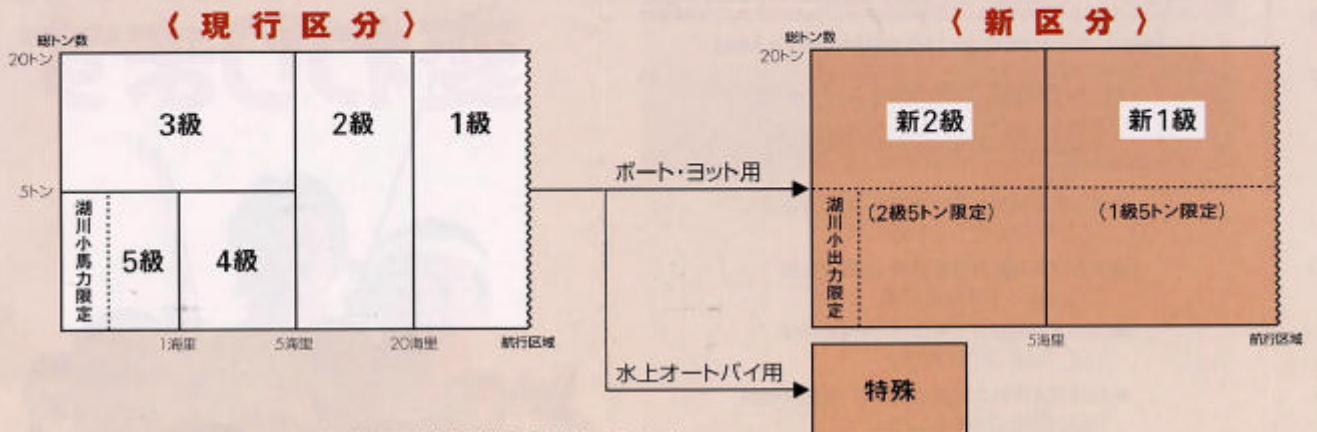 〈現行区分〉
総トン数
20トン
3級
2級
1級
5トン
湖川小馬力限定
5級
4級
1海里
5海里
20海里
航行区域
ボート・ヨット用
水上オートバイ用
〈新区分〉
総トン数
20トン
新2級
新1級
湖川小出力限定
(2級5トン限定)
(1級5トン限定)
5海里
航行区域
特殊